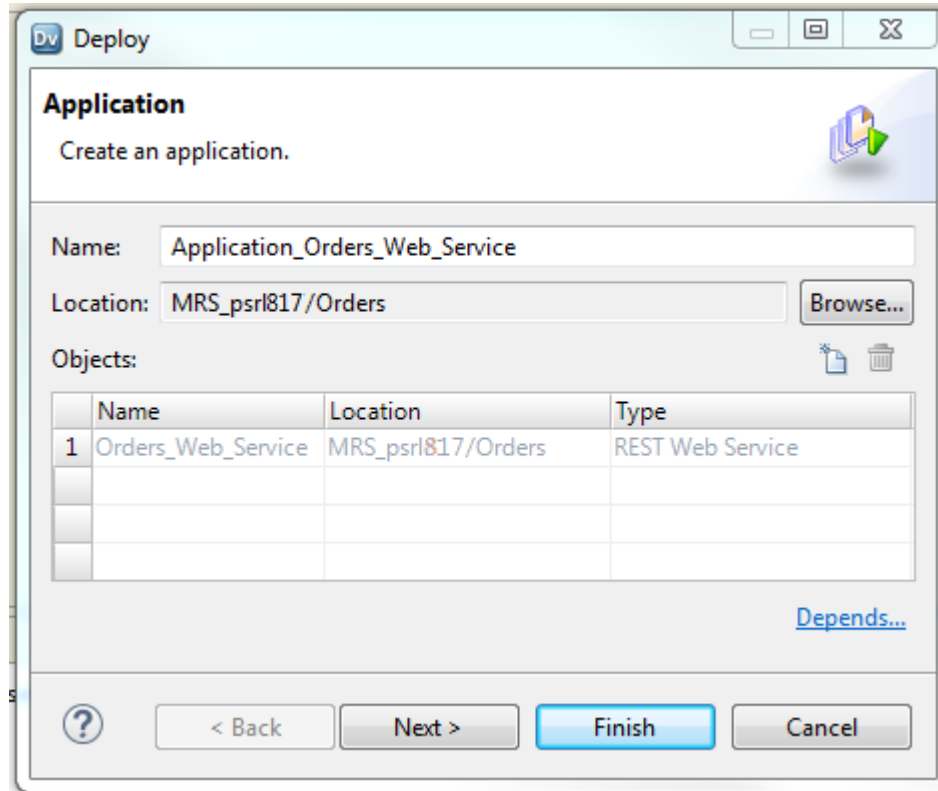 Dv Deploy
Application
Create an application.
Name: Application_Orders_Web_Service
Location: MRS_psrl817/Orders Browse...
Objects:
Name Location Type
1 Orders_Web_Service MRS_psrl817/Orders REST Web Service
Depends...
? < Back Next > Finish Cancel